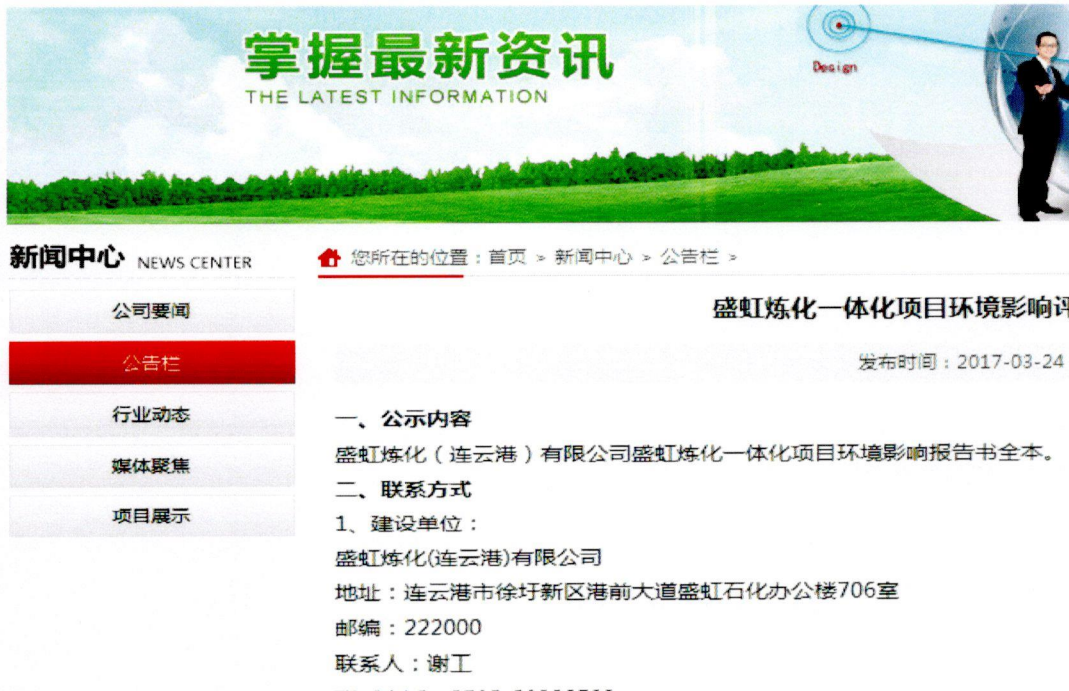 掌握最新资讯
THE LATEST INFORMATION
Design
新闻中心 NEWS CENTER
您所在的位置：首页 > 新闻中心 > 公告栏 >
公司要闻
公告栏
行业动态
媒体聚焦
项目展示
盛虹炼化一体化项目环境影响评
发布时间：2017-03-24
一、公示内容
盛虹炼化（连云港）有限公司盛虹炼化一体化项目环境影响报告书全本。
二、联系方式
1、建设单位：
盛虹炼化(连云港)有限公司
地址：连云港市徐圩新区港前大道盛虹石化办公楼706室
邮编：222000
联系人：谢工